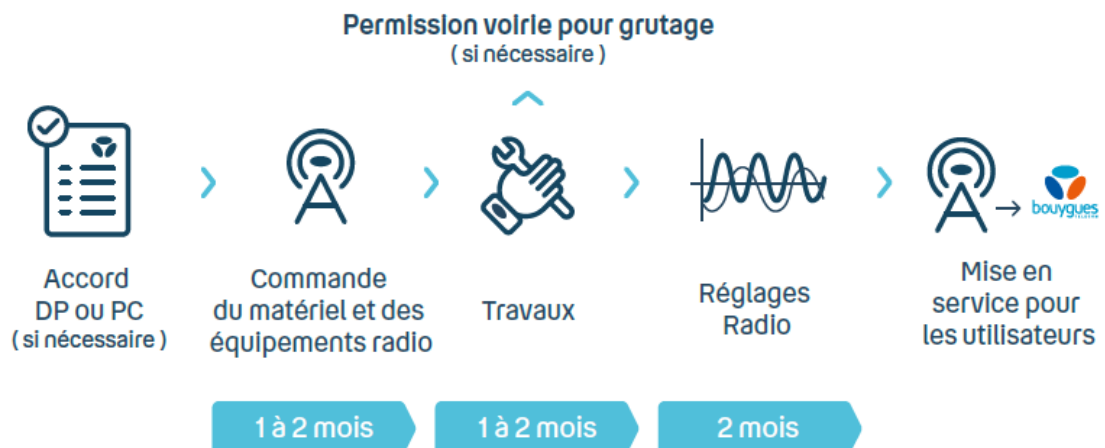 Permission voirie pour grutage
( si nécessaire )
Accord
DP ou PC
( si nécessaire )
Commande
du matériel et des
équipements radio
Travaux
Réglages
Radio
bouygues
TELECOM
Mise en
service pour
les utilisateurs
1 à 2 mois
1 à 2 mois
2 mois